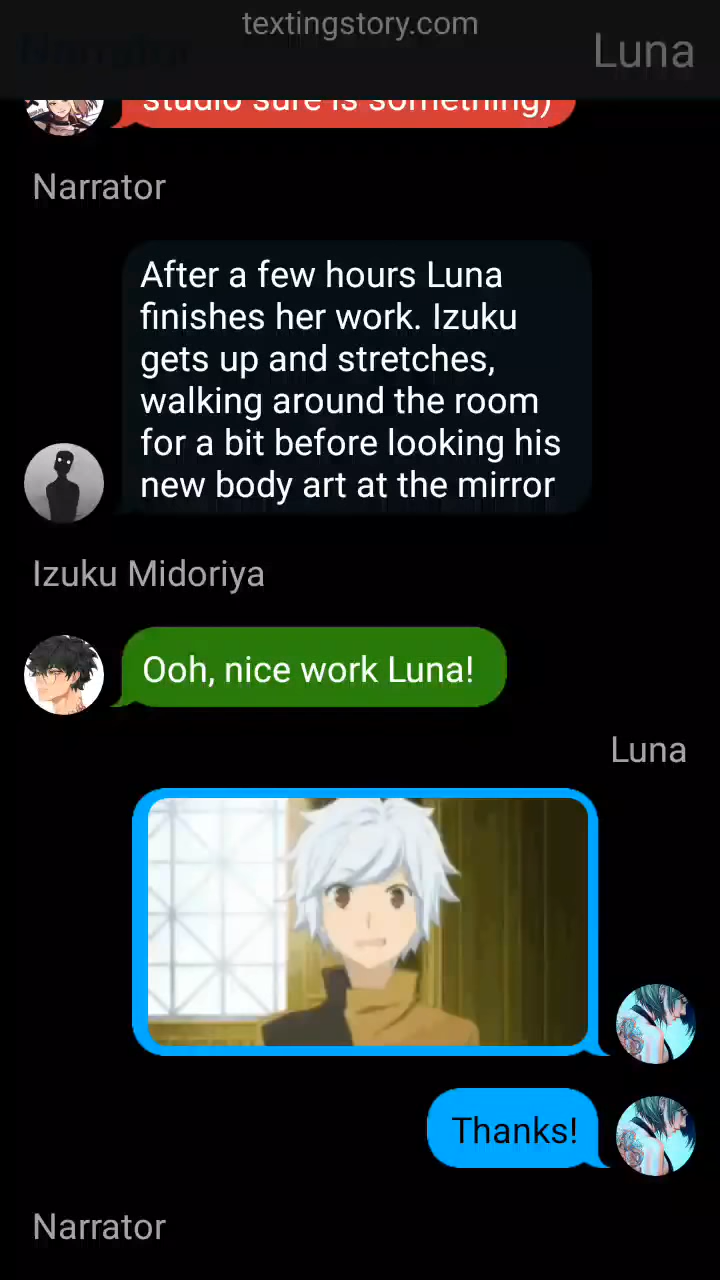 textingstory.com
Narrator
Luna
studio sure is something)
Narrator
After a few hours Luna
finishes her work. Izuku
gets up and stretches,
walking around the room
for a bit before looking his
new body art at the mirror
Izuku Midoriya
Ooh, nice work Luna!
Luna
Thanks!
Narrator